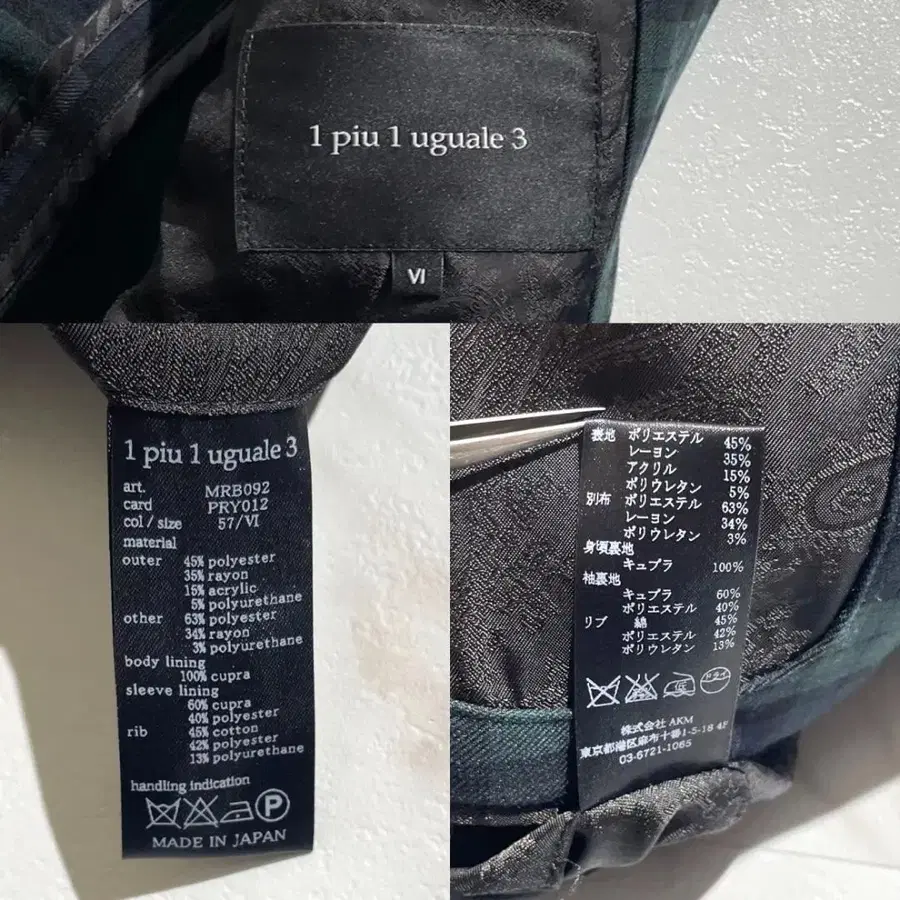 1 piu 1 uguale 3
VI
1 piu 1 uguale 3
art. MRB092
card PRY012
col / size 57/VI
material
outer 45% polyester
35% rayon
15% acrylic
5% polyurethane
other 63% polyester
34% rayon
3% polyurethane
body lining
100% cupra
sleeve lining
60% cupra
40% polyester
rib 45% cotton
42% polyester
13% polyurethane
handling indication
P
MADE IN JAPAN
表地 ポリエステル 45%
レーヨン 35%
アクリル 15%
ポリウレタン 5%
別布 ポリエステル 63%
レーヨン 34%
ポリウレタン 3%
身頃裏地
キュプラ 100%
袖裏地
キュプラ 60%
ポリエステル 40%
リブ 綿 45%
ポリエステル 42%
ポリウレタン 13%
ドライ
株式会社 AKM
東京都港区麻布十番1-5-18 4F
03-6721-1065